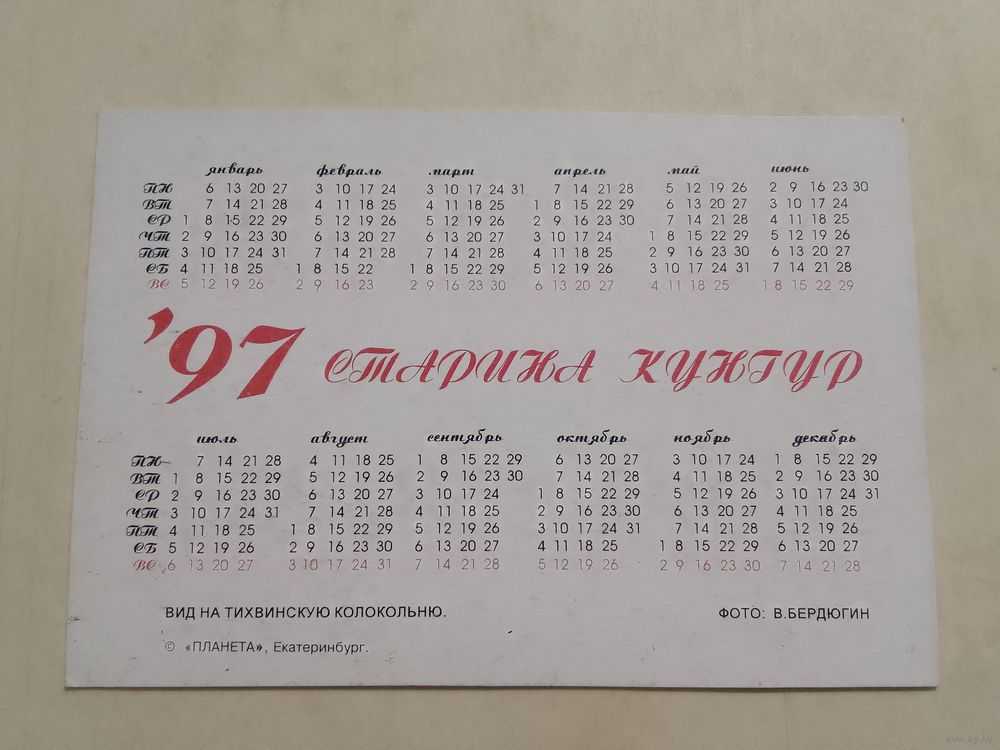 январь февраль март апрель май июнь
ПН 6 13 20 27 3 10 17 24 3 10 17 24 31 7 14 21 28 5 12 19 26 2 9 16 23 30
ВТ 7 14 21 28 4 11 18 25 4 11 18 25 1 8 15 22 29 6 13 20 27 3 10 17 24
СР 1 8 15 22 29 5 12 19 26 5 12 19 26 2 9 16 23 30 7 14 21 28 4 11 18 25
ЧТ 2 9 16 23 30 6 13 20 27 6 13 20 27 3 10 17 24 1 8 15 22 29 5 12 19 26
ПТ 3 10 17 24 31 7 14 21 28 7 14 21 28 4 11 18 25 2 9 16 23 30 6 13 20 27
СБ 4 11 18 25 1 8 15 22 1 8 15 22 29 5 12 19 26 3 10 17 24 31 7 14 21 28
ВС 5 12 19 26 2 9 16 23 2 9 16 23 30 6 13 20 27 4 11 18 25 1 8 15 22 29
'97 СТАРИНА КУНГУР
июль август сентябрь октябрь ноябрь декабрь
ПН 7 14 21 28 4 11 18 25 1 8 15 22 29 6 13 20 27 3 10 17 24 1 8 15 22 29
ВТ 1 8 15 22 29 5 12 19 26 2 9 16 23 30 7 14 21 28 4 11 18 25 2 9 16 23 30
СР 2 9 16 23 30 6 13 20 27 3 10 17 24 1 8 15 22 29 5 12 19 26 3 10 17 24 31
ЧТ 3 10 17 24 31 7 14 21 28 4 11 18 25 2 9 16 23 30 6 13 20 27 4 11 18 25
ПТ 4 11 18 25 1 8 15 22 29 5 12 19 26 3 10 17 24 31 7 14 21 28 5 12 19 26
СБ 5 12 19 26 2 9 16 23 30 6 13 20 27 4 11 18 25 1 8 15 22 29 6 13 20 27
ВС 6 13 20 27 3 10 17 24 31 7 14 21 28 5 12 19 26 2 9 16 23 30 7 14 21 28
ВИД НА ТИХВИНСКУЮ КОЛОКОЛЬНЮ. ФОТО: В.БЕРДЮГИН
© «ПЛАНЕТА», Екатеринбург.
www.ay.by